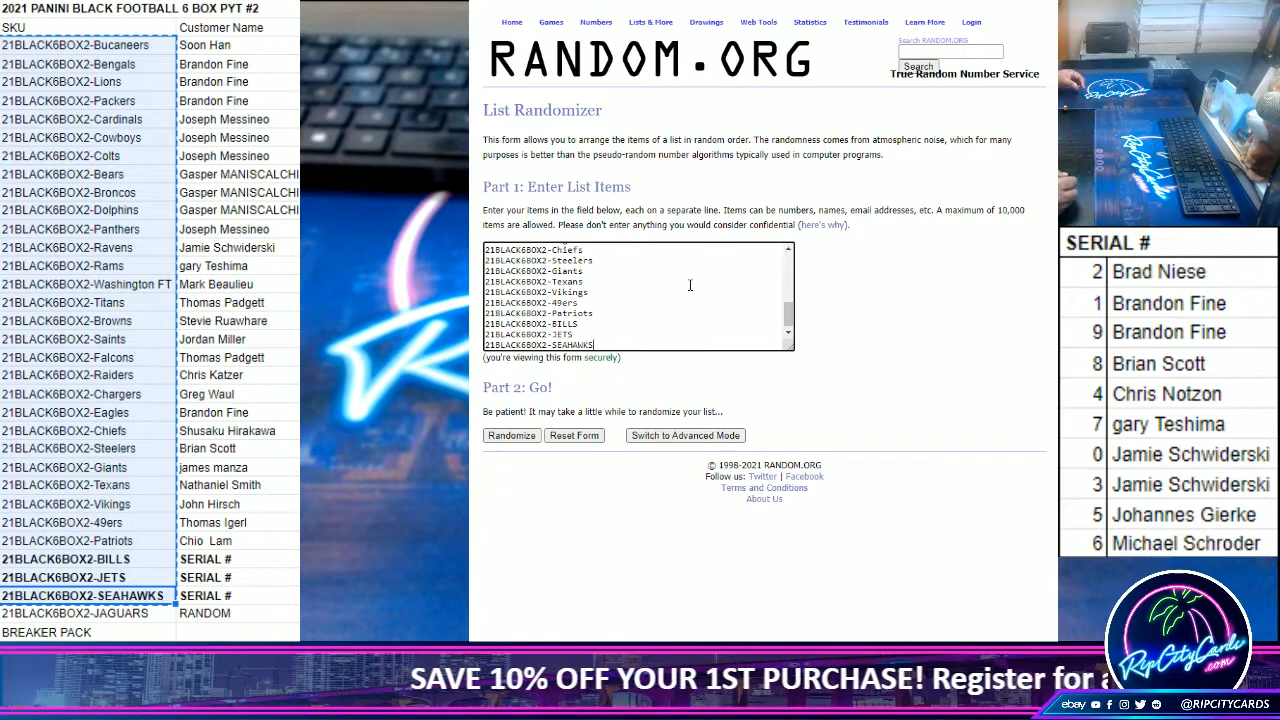 2021 PANINI BLACK FOOTBALL 6 BOX PYT #2
SKU Customer Name
21BLACK6BOX2-Bucaneers Soon Han
21BLACK6BOX2-Bengals Brandon Fine
21BLACK6BOX2-Lions Brandon Fine
21BLACK6BOX2-Packers Brandon Fine
21BLACK6BOX2-Cardinals Joseph Messineo
21BLACK6BOX2-Cowboys Joseph Messineo
21BLACK6BOX2-Colts Joseph Messineo
21BLACK6BOX2-Bears Gasper MANISCALCHI
21BLACK6BOX2-Broncos Gasper MANISCALCHI
21BLACK6BOX2-Dolphins Gasper MANISCALCHI
21BLACK6BOX2-Panthers Joseph Messineo
21BLACK6BOX2-Ravens Jamie Schwiderski
21BLACK6BOX2-Rams gary Teshima
21BLACK6BOX2-Washington FT Mark Beaulieu
21BLACK6BOX2-Titans Thomas Padgett
21BLACK6BOX2-Browns Stevie Ruawhare
21BLACK6BOX2-Saints Jordan Miller
21BLACK6BOX2-Falcons Thomas Padgett
21BLACK6BOX2-Raiders Chris Katzer
21BLACK6BOX2-Chargers Greg Waul
21BLACK6BOX2-Eagles Brandon Fine
21BLACK6BOX2-Chiefs Shusaku Hirakawa
21BLACK6BOX2-Steelers Brian Scott
21BLACK6BOX2-Giants james manza
21BLACK6BOX2-Texans Nathaniel Smith
21BLACK6BOX2-Vikings John Hirsch
21BLACK6BOX2-49ers Thomas Igerl
21BLACK6BOX2-Patriots Chio Lam
21BLACK6BOX2-BILLS SERIAL #
21BLACK6BOX2-JETS SERIAL #
21BLACK6BOX2-SEAHAWKS SERIAL #
21BLACK6BOX2-JAGUARS RANDOM
BREAKER PACK
Home Games Numbers Lists & More Drawings Web Tools Statistics Testimonials Learn More Login
RANDOM.ORG
Search RANDOM.ORG
Search
True Random Number Service
List Randomizer
This form allows you to arrange the items of a list in random order. The randomness comes from atmospheric noise, which for many
purposes is better than the pseudo-random number algorithms typically used in computer programs.
Part 1: Enter List Items
Enter your items in the field below, each on a separate line. Items can be numbers, names, email addresses, etc. A maximum of 10,000
items are allowed. Please don't enter anything you would consider confidential (here's why).
21BLACK6BOX2-Chiefs
21BLACK6BOX2-Steelers
21BLACK6BOX2-Giants
21BLACK6BOX2-Texans
21BLACK6BOX2-Vikings
21BLACK6BOX2-49ers
21BLACK6BOX2-Patriots
21BLACK6BOX2-BILLS
21BLACK6BOX2-JETS
21BLACK6BOX2-SEAHAWKS
(you're viewing this form securely)
Part 2: Go!
Be patient! It may take a little while to randomize your list...
Randomize Reset Form Switch to Advanced Mode
© 1998-2021 RANDOM.ORG
Follow us: Twitter | Facebook
Terms and Conditions
About Us
SERIAL #
2 Brad Niese
1 Brandon Fine
9 Brandon Fine
8 Brian Scott
4 Chris Notzon
7 gary Teshima
0 Jamie Schwiderski
3 Jamie Schwiderski
5 Johannes Gierke
6 Michael Schroder
SAVE 10% OFF YOUR 1ST PURCHASE! Register for a
RipCityCards
.com
ebay @RIPCITYCARDS